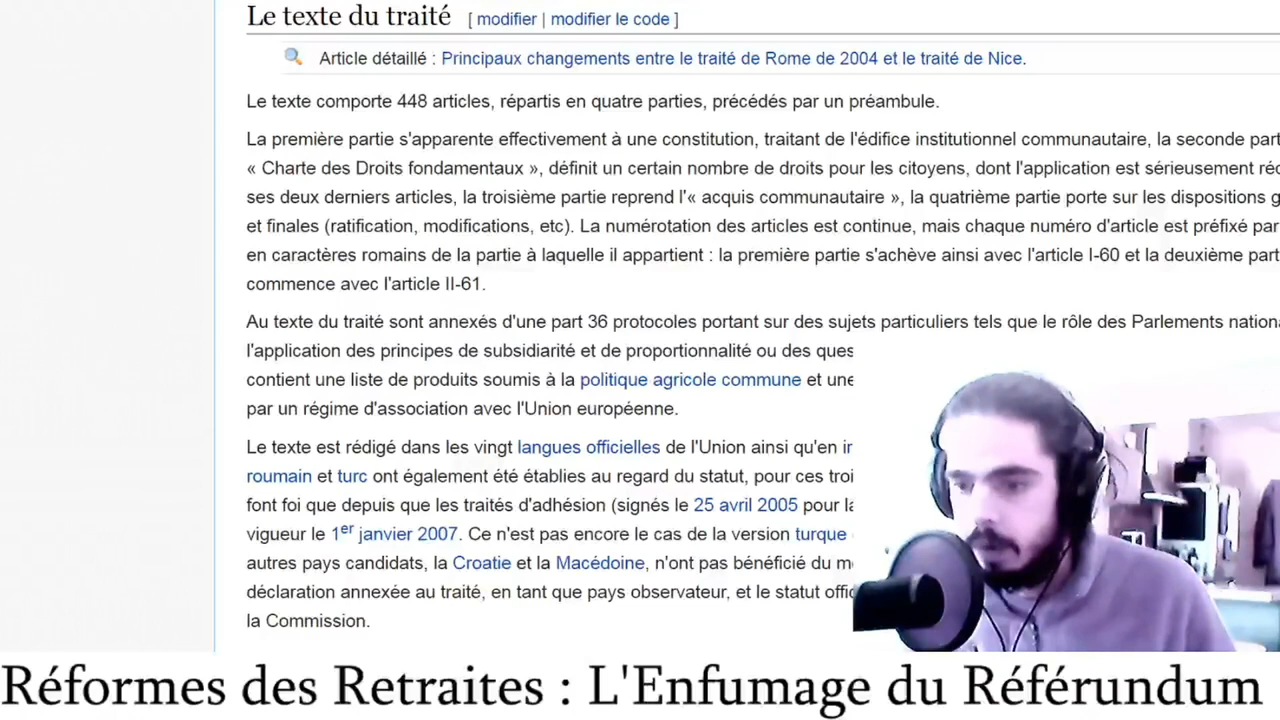 Le texte du traité [ modifier | modifier le code ]
Article détaillé : Principaux changements entre le traité de Rome de 2004 et le traité de Nice.
Le texte comporte 448 articles, répartis en quatre parties, précédés par un préambule.
La première partie s'apparente effectivement à une constitution, traitant de l'édifice institutionnel communautaire, la seconde
« Charte des Droits fondamentaux », définit un certain nombre de droits pour les citoyens, dont l'application est sérieusement
ses deux derniers articles, la troisième partie reprend l'« acquis communautaire », la quatrième partie porte sur les dispositions
et finales (ratification, modifications, etc). La numérotation des articles est continue, mais chaque numéro d'article est préfixé par
en caractères romains de la partie à laquelle il appartient : la première partie s'achève ainsi avec l'article I-60 et la deuxième
commence avec l'article II-61.
Au texte du traité sont annexés d'une part 36 protocoles portant sur des sujets particuliers tels que le rôle des Parlements
l'application des principes de subsidiarité et de proportionnalité ou des
contient une liste de produits soumis à la politique agricole commune et une
par un régime d'association avec l'Union européenne.
Le texte est rédigé dans les vingt langues officielles de l'Union ainsi qu'en
roumain et turc ont également été établies au regard du statut, pour ces
font foi que depuis que les traités d'adhésion (signés le 25 avril 2005 pour
vigueur le 1er janvier 2007. Ce n'est pas encore le cas de la version turque
autres pays candidats, la Croatie et la Macédoine, n'ont pas bénéficié du
déclaration annexée au traité, en tant que pays observateur, et le statut
la Commission.
Réformes des Retraites : L'Enfumage du Référundum